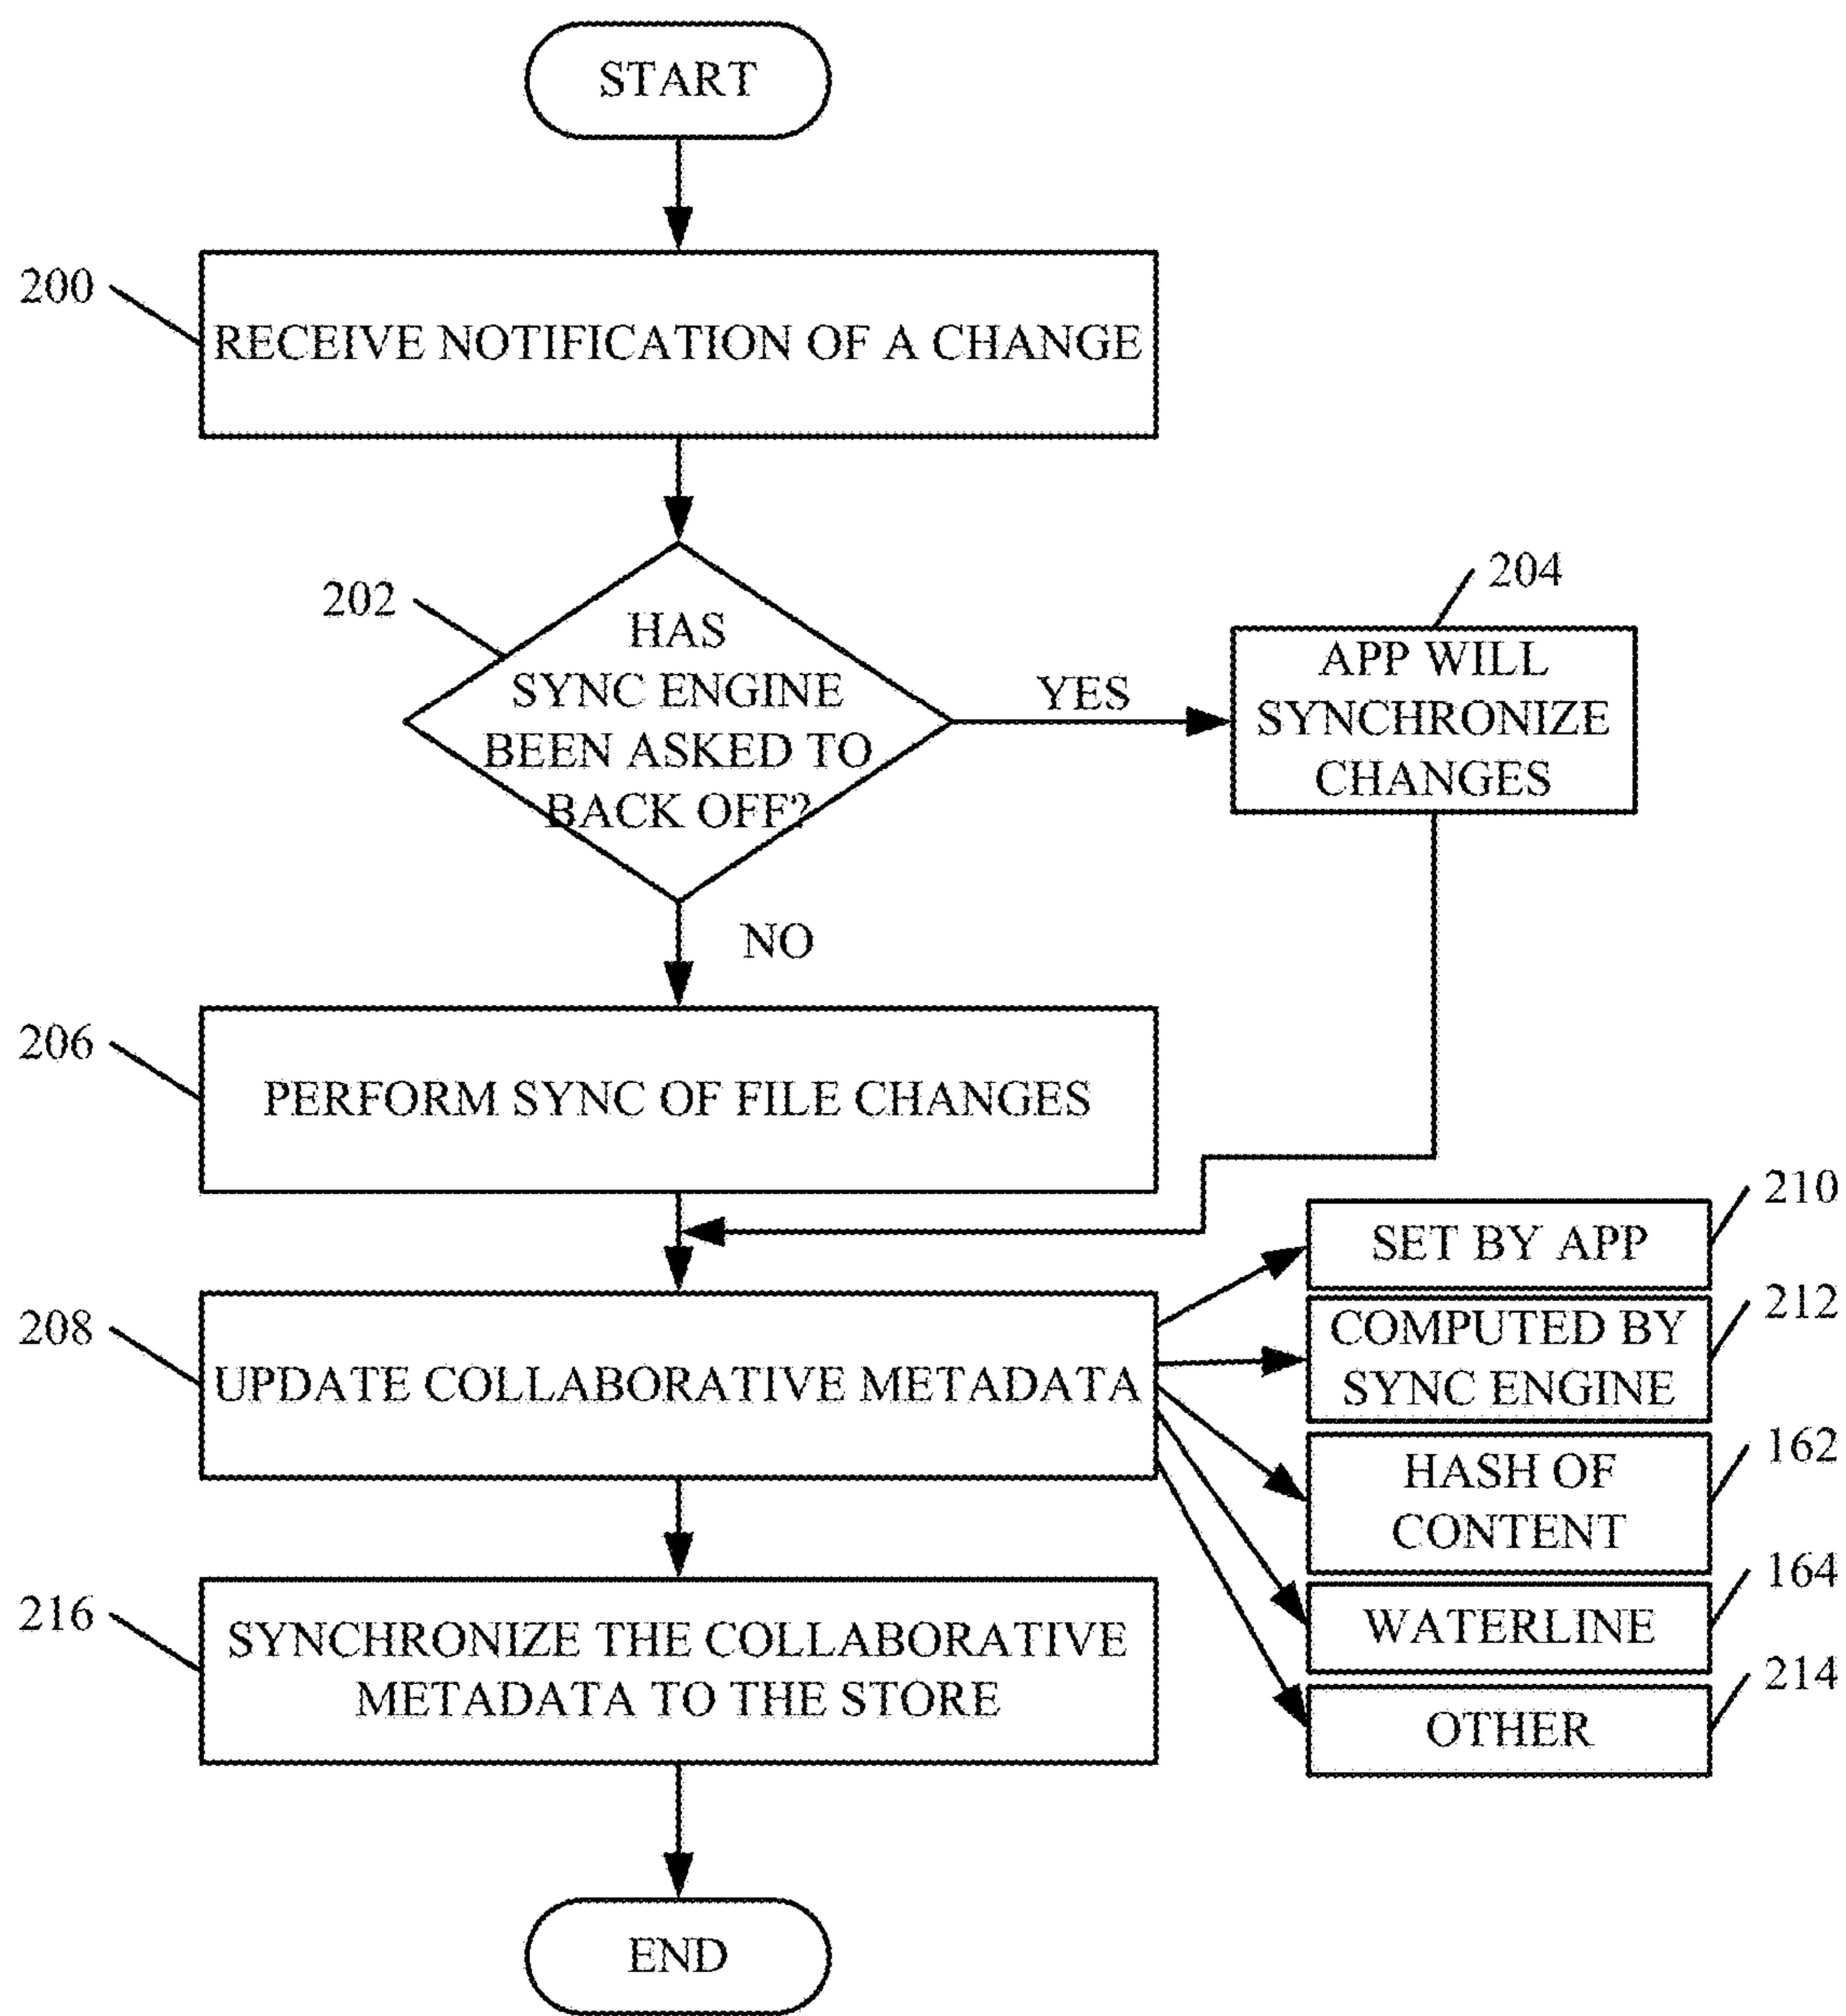 START
200
RECEIVE NOTIFICATION OF A CHANGE
202
HAS
SYNC ENGINE
BEEN ASKED TO
BACK OFF?
YES
204
APP WILL
SYNCHRONIZE
CHANGES
NO
206
PERFORM SYNC OF FILE CHANGES
208
UPDATE COLLABORATIVE METADATA
210
SET BY APP
212
COMPUTED BY
SYNC ENGINE
162
HASH OF
CONTENT
164
WATERLINE
214
OTHER
216
SYNCHRONIZE THE COLLABORATIVE
METADATA TO THE STORE
END